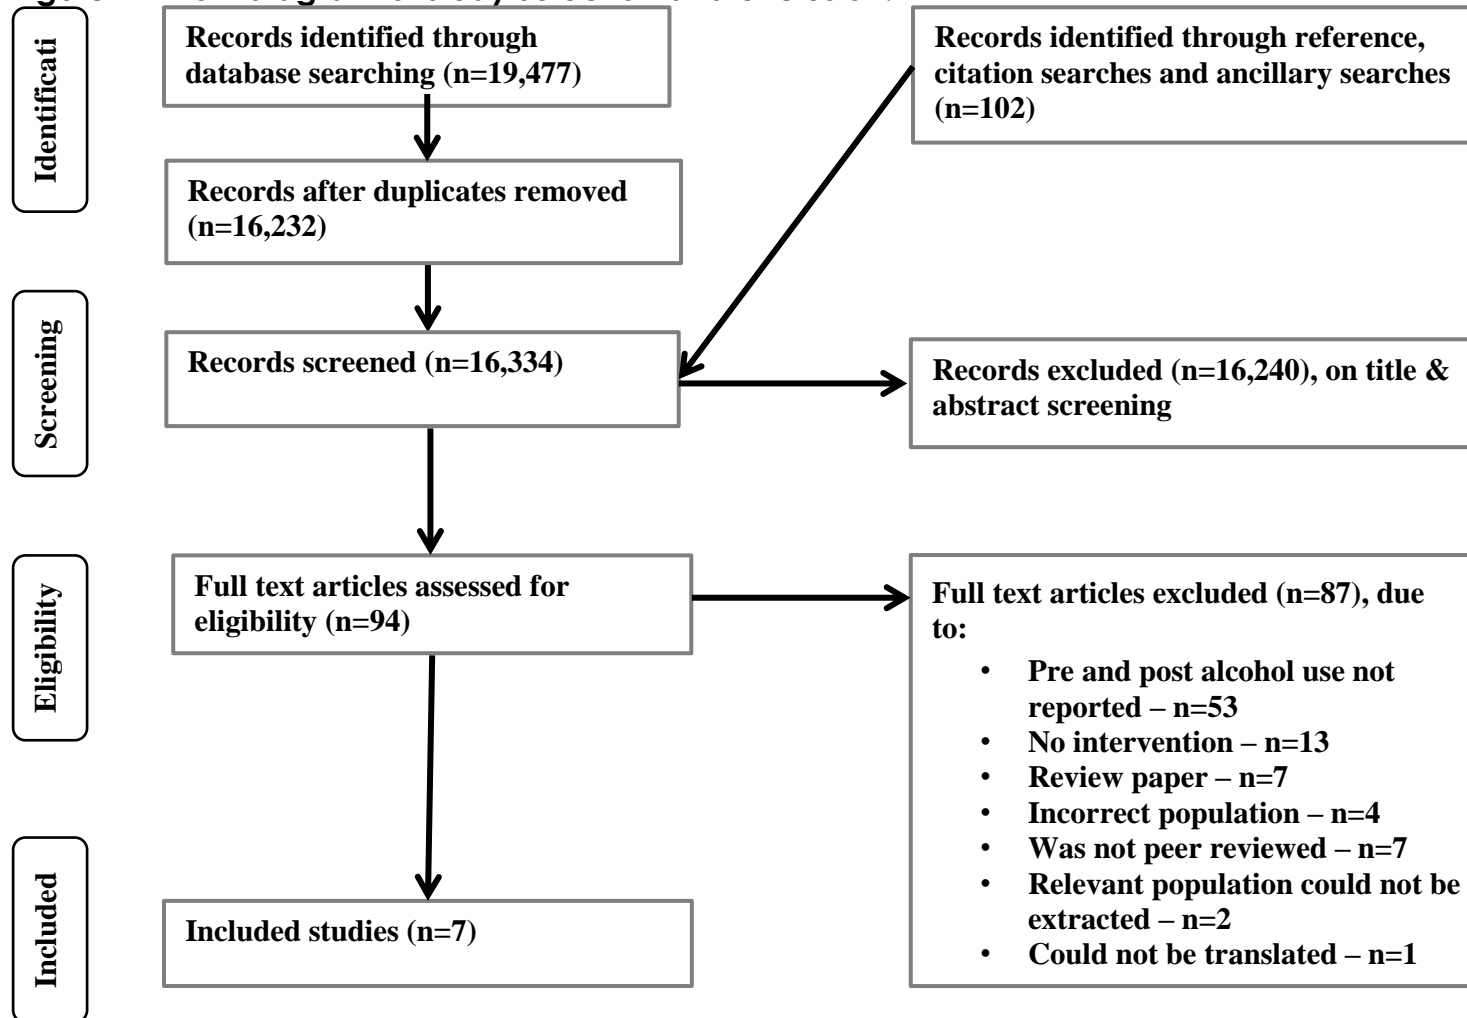 Identificati
Records identified through
database searching (n=19,477)
Records identified through reference,
citation searches and ancillary searches
(n=102)
Records after duplicates removed
(n=16,232)
Screening
Records screened (n=16,334)
Records excluded (n=16,240), on title &
abstract screening
Eligibility
Full text articles assessed for
eligibility (n=94)
Full text articles excluded (n=87), due
to:
• Pre and post alcohol use not
reported – n=53
• No intervention – n=13
• Review paper – n=7
• Incorrect population – n=4
• Was not peer reviewed – n=7
• Relevant population could not be
extracted – n=2
• Could not be translated – n=1
Included
Included studies (n=7)